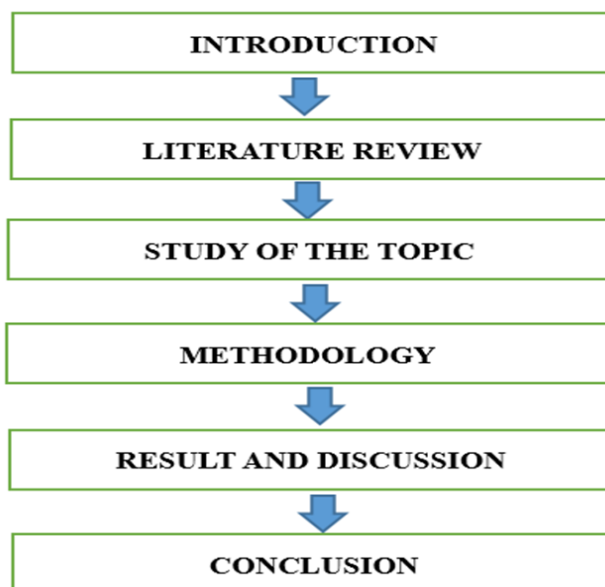 INTRODUCTION
LITERATURE REVIEW
STUDY OF THE TOPIC
METHODOLOGY
RESULT AND DISCUSSION
CONCLUSION